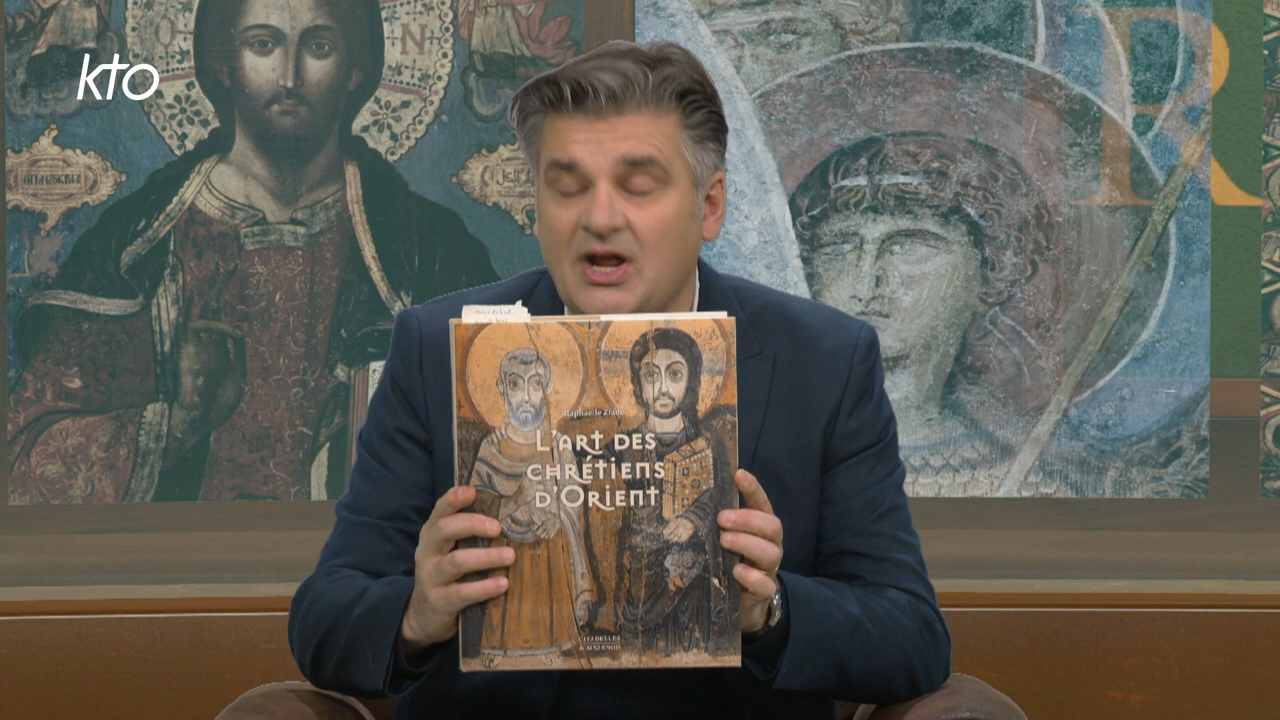 kto
O N
R
Raphaëlle Ziadé
L'ART DES
CHRÉTIENS
D'ORIENT
CITADELLES
& MAZENOD